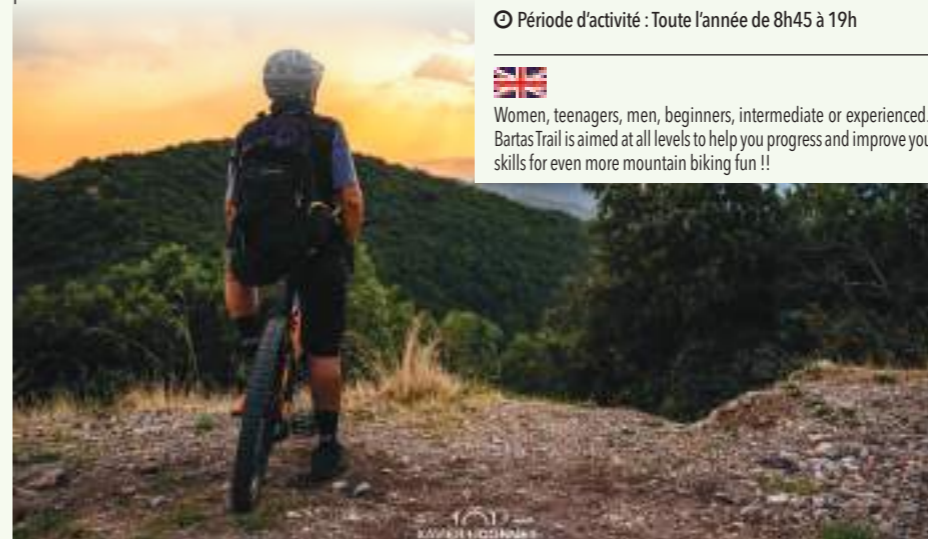 Période d'activité : Toute l'année de 8h45 à 19h
Women, teenagers, men, beginners, intermediate or experienced.
Bartas Trail is aimed at all levels to help you progress and improve you
skills for even more mountain biking fun !!